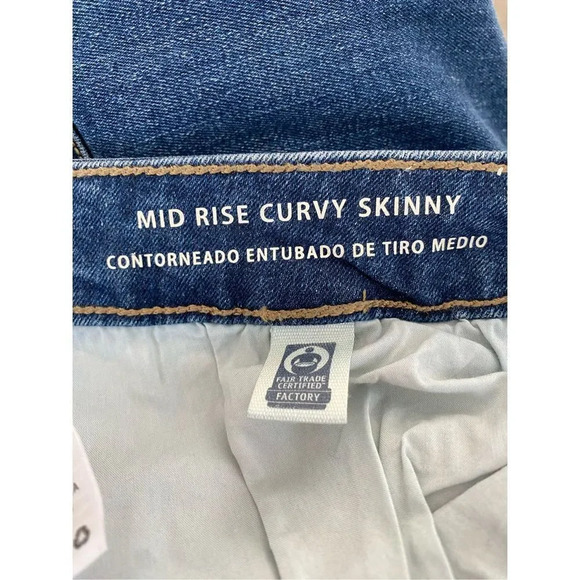 MID RISE CURVY SKINNY
CONTORNEADO ENTUBADO DE TIRO MEDIO
FAIR TRADE
CERTIFIED
FACTORY